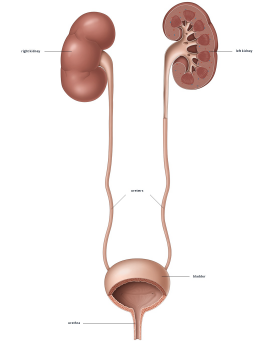 right kidney
left kidney
ureters
bladder
urethra